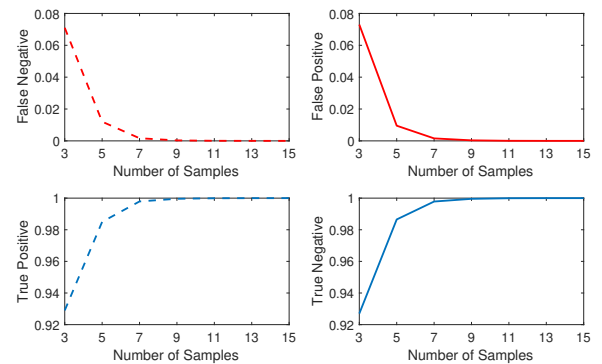 0.08
0.06
0.04
0.02
0
False Negative
3 5 7 9 11 13 15
Number of Samples
0.08
0.06
0.04
0.02
0
False Positive
3 5 7 9 11 13 15
Number of Samples
1
0.98
0.96
0.94
0.92
True Positive
3 5 7 9 11 13 15
Number of Samples
1
0.98
0.96
0.94
0.92
True Negative
3 5 7 9 11 13 15
Number of Samples